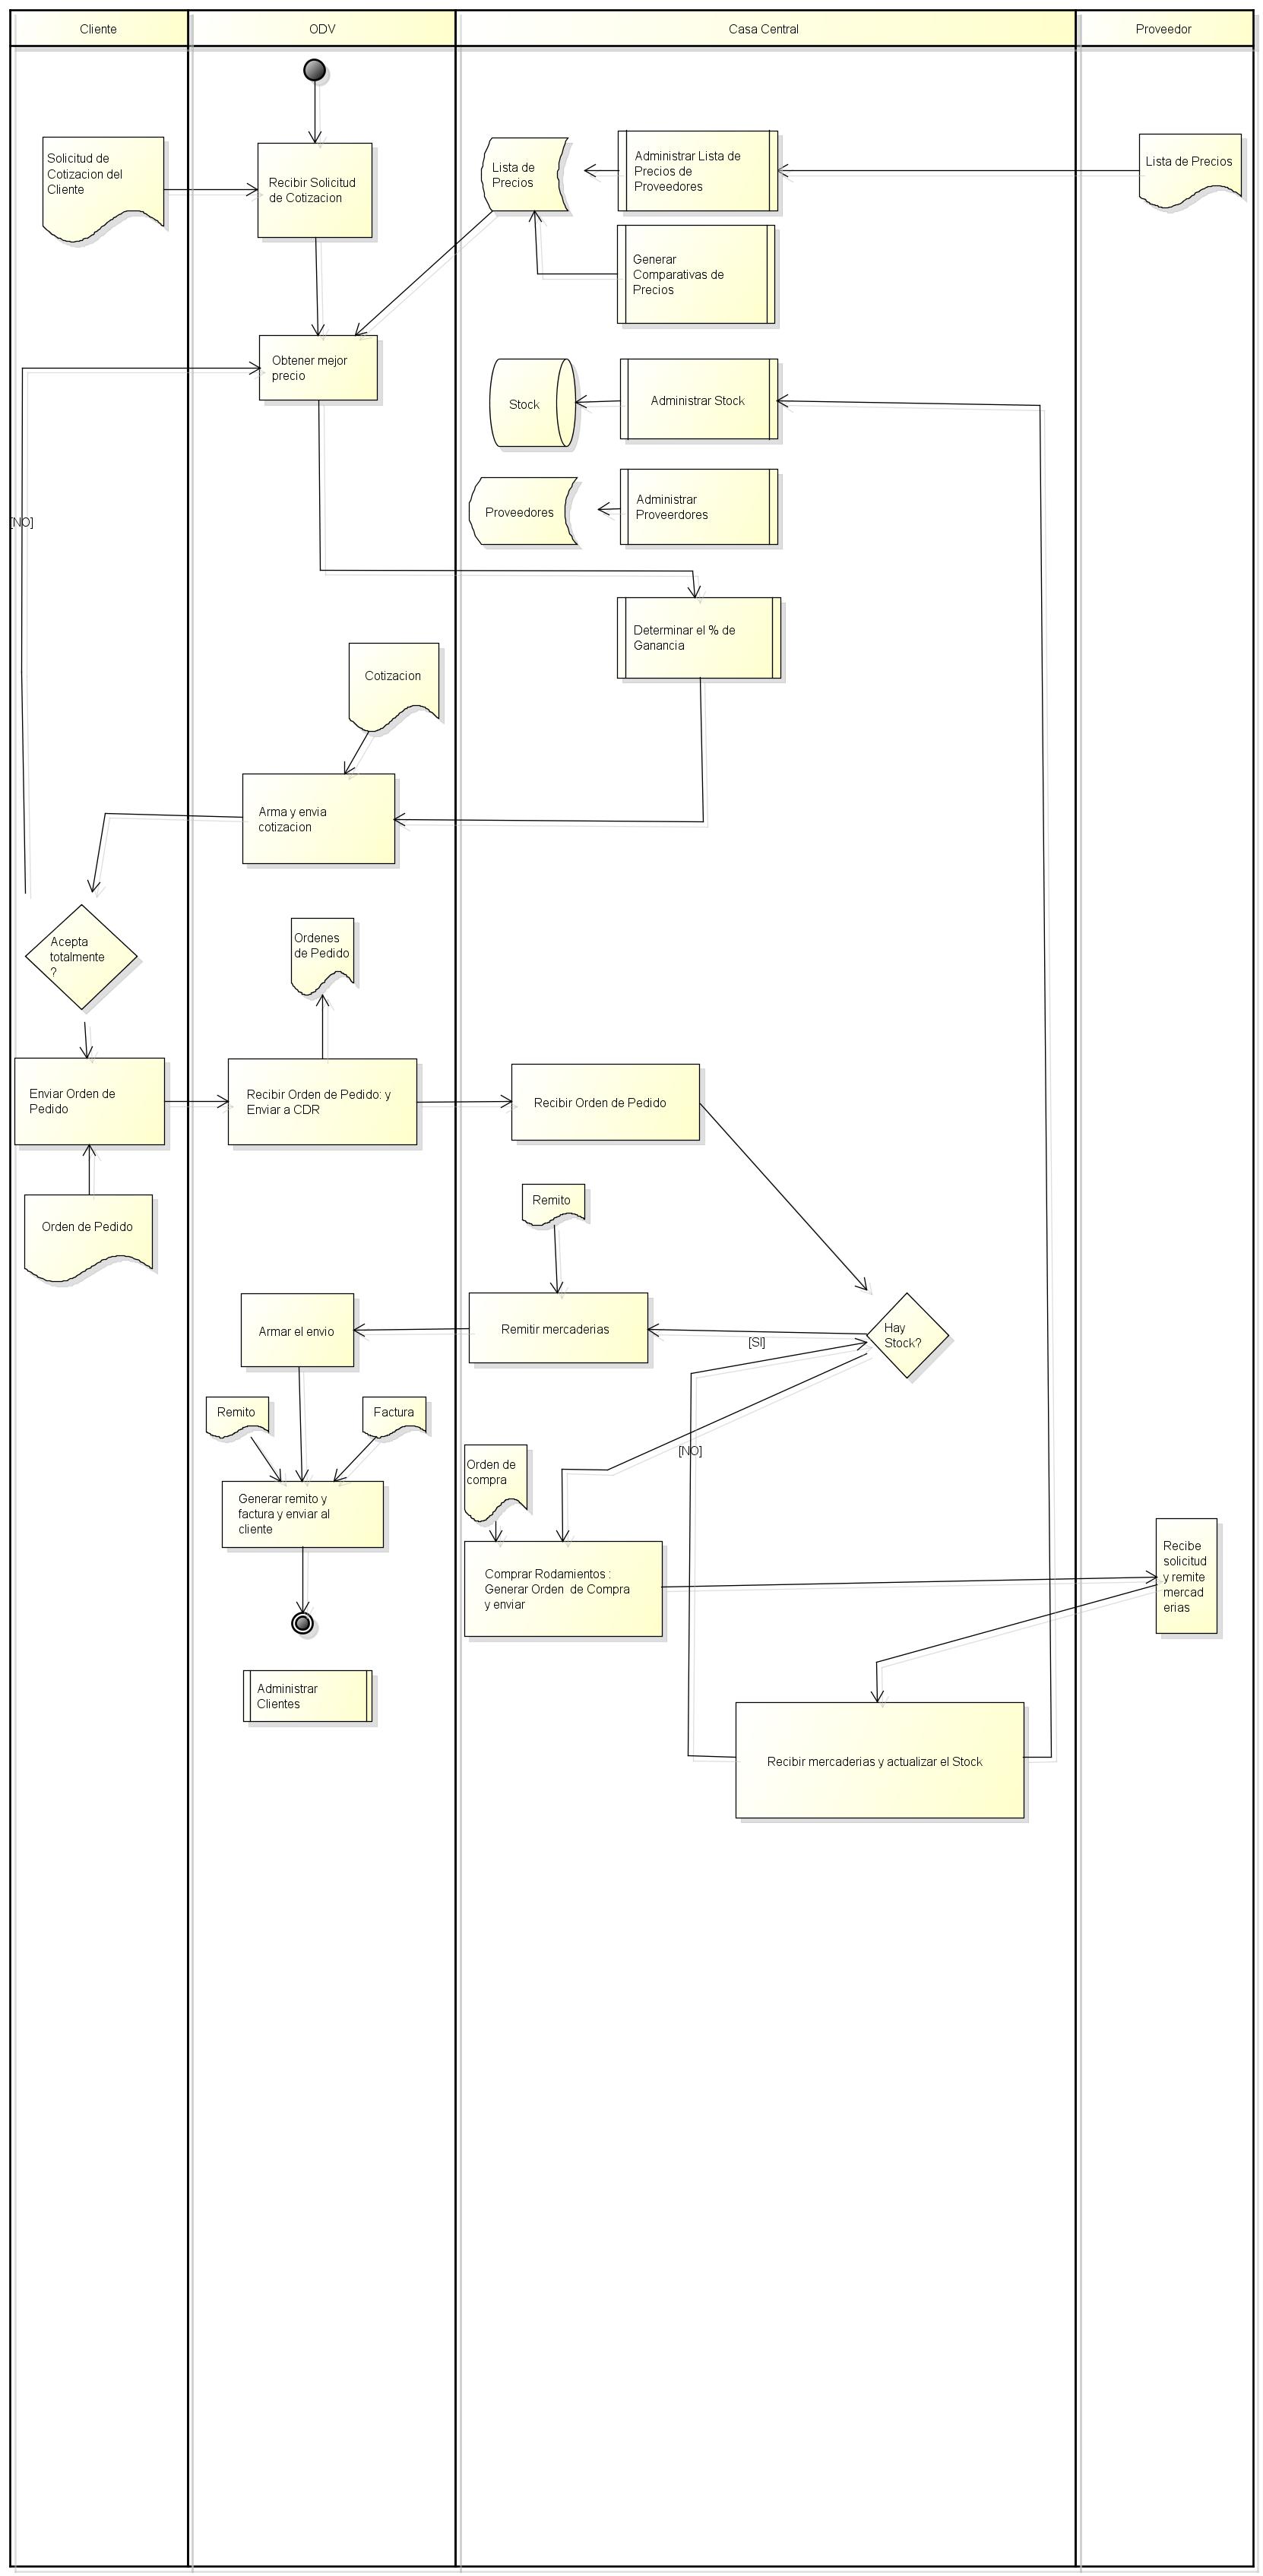 Cliente
ODV
Casa Central
Proveedor
Solicitud de
Cotizacion del
Cliente
Recibir Solicitud
de Cotizacion
Lista de
Precios
Administrar Lista de
Precios de
Proveedores
Lista de Precios
Generar
Comparativas de
Precios
Obtener mejor
precio
Stock
Administrar Stock
Proveedores
Administrar
Proveerdores
[NO]
Determinar el % de
Ganancia
Cotizacion
Arma y envia
cotizacion
Acepta
totalmente
?
Ordenes
de Pedido
Enviar Orden de
Pedido
Recibir Orden de Pedido: y
Enviar a CDR
Recibir Orden de Pedido
Orden de Pedido
Remito
Armar el envio
Remitir mercaderias
[SI]
Hay
Stock?
Remito
Factura
[NO]
Orden de
compra
Generar remito y
factura y enviar al
cliente
Comprar Rodamientos :
Generar Orden  de Compra
y enviar
Recibe
solicitud
y remite
mercad
erias
Administrar
Clientes
Recibir mercaderias y actualizar el Stock